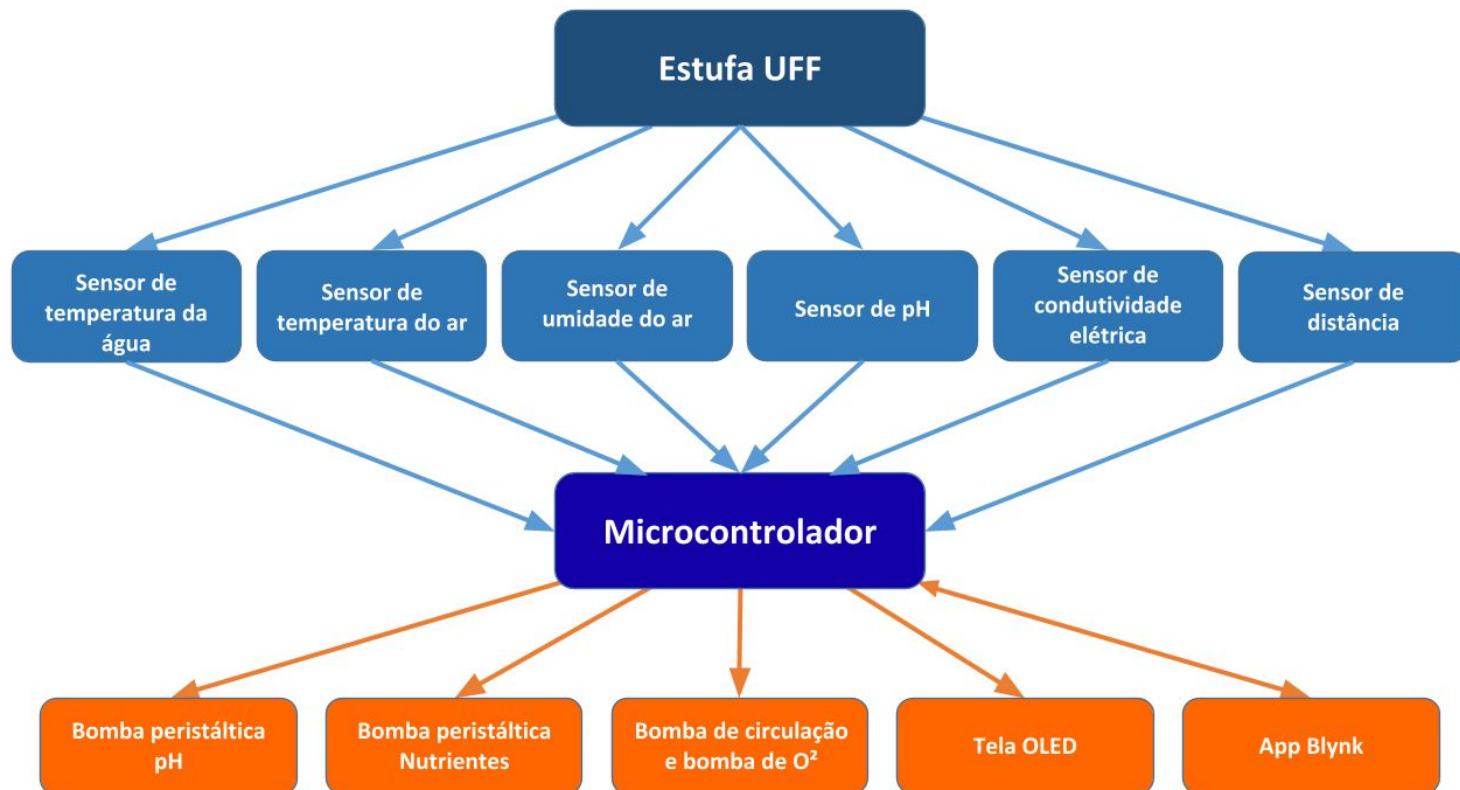 Estufa UFF
Sensor de
temperatura da
água
Sensor de
temperatura do ar
Sensor de
umidade do ar
Sensor de pH
Sensor de
condutividade
elétrica
Sensor de
distância
Microcontrolador
Bomba peristáltica
pH
Bomba peristáltica
Nutrientes
Bomba de circulação
e bomba de O²
Tela OLED
App Blynk